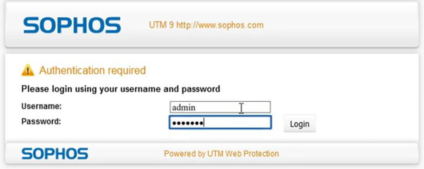 SOPHOS UTM 9 http://www.sophos.com
Authentication required
Please login using your username and password
Username: admin
Password: •••••••
Login
SOPHOS Powered by UTM Web Protection